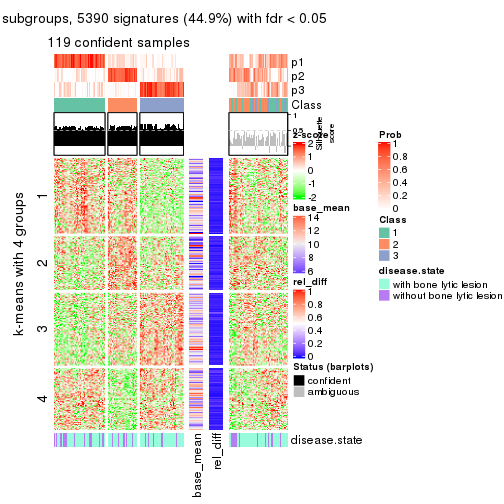 subgroups, 5390 signatures (44.9%) with fdr < 0.05
119 confident samples
p1
p2
p3
Class
1
0.5
0
Silhouette
score
k-means with 4 groups
1
2
3
4
base_mean
rel_diff
disease.state
z-score
2
1
0
-1
-2
base_mean
14
12
10
8
6
rel_diff
1
0.8
0.6
0.4
0.2
0
Status (barplots)
confident
ambiguous
Prob
1
0.8
0.6
0.4
0.2
0
Class
1
2
3
disease.state
with bone lytic lesion
without bone lytic lesion